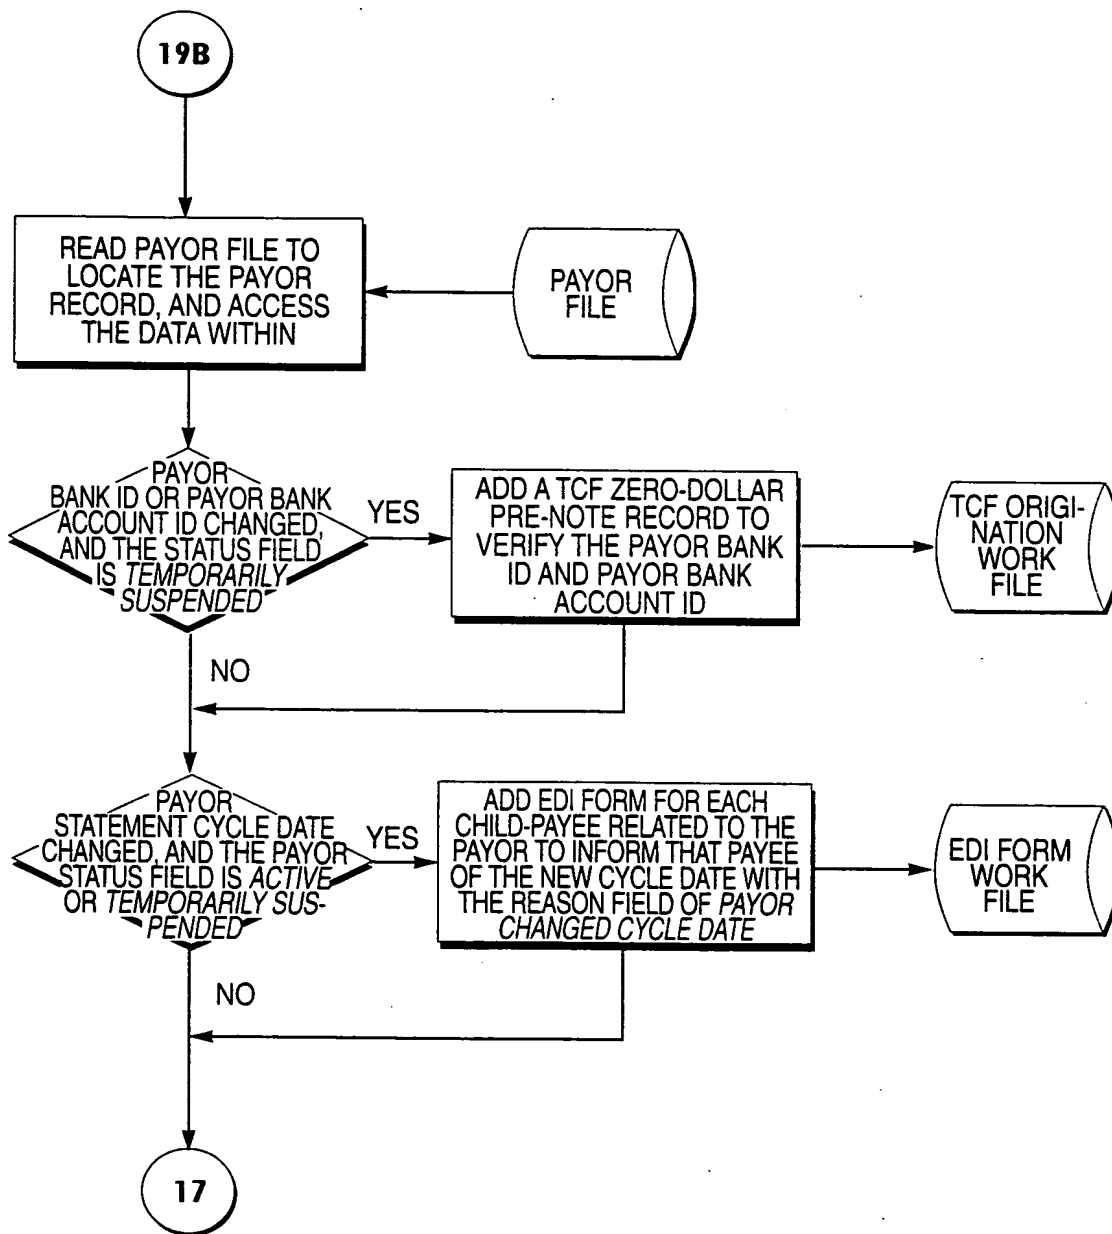 19B
READ PAYOR FILE TO
LOCATE THE PAYOR
RECORD, AND ACCESS
THE DATA WITHIN
PAYOR
FILE
PAYOR
BANK ID OR PAYOR BANK
ACCOUNT ID CHANGED,
AND THE STATUS FIELD
IS TEMPORARILY
SUSPENDED
YES
ADD A TCF ZERO-DOLLAR
PRE-NOTE RECORD TO
VERIFY THE PAYOR BANK
ID AND PAYOR BANK
ACCOUNT ID
TCF ORIGI-
NATION
WORK
FILE
NO
PAYOR
STATEMENT CYCLE DATE
CHANGED, AND THE PAYOR
STATUS FIELD IS ACTIVE
OR TEMPORARILY SUS-
PENDED
YES
ADD EDI FORM FOR EACH
CHILD-PAYEE RELATED TO THE
PAYOR TO INFORM THAT PAYEE
OF THE NEW CYCLE DATE WITH
THE REASON FIELD OF PAYOR
CHANGED CYCLE DATE
EDI FORM
WORK
FILE
NO
17